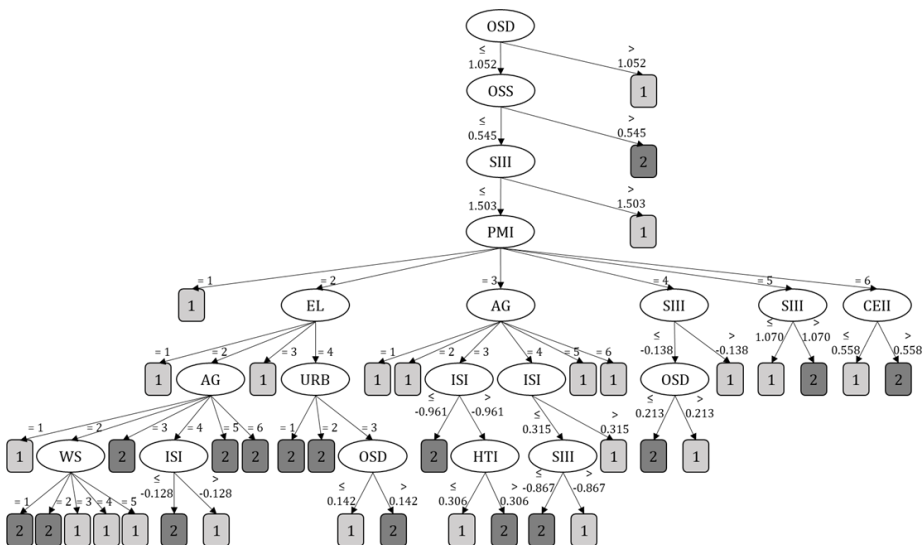 OSD
≤ >
1.052 1.052
OSS 1
≤ >
0.545 0.545
SIII 2
≤ >
1.503 1.503
PMI 1
= 1 = 2 = 3 = 4 = 5 = 6
1 EL AG SIII SIII CEII
= 1 = 2 = 3 = 4 = 1 = 2 = 3 = 4 = 5 = 6 ≤ > ≤ > ≤ >
-0.138 -0.138 1.070 1.070 0.558 0.558
1 AG 1 URB 1 1 ISI ISI 1 1 OSD 1 1 2 1 2
= 1 = 2 = 3 = 4 = 5 = 6 = 1 = 2 = 3 ≤ > ≤ > ≤ >
-0.961 -0.961 0.315 0.315 0.213 0.213
1 WS 2 ISI 2 2 2 2 OSD 2 HTI SIII 1 2 1
= 1 = 2 = 3 = 4 = 5 ≤ > ≤ > ≤ > ≤ >
-0.128 -0.128 0.142 0.142 0.306 0.306 -0.867 -0.867
2 2 1 1 1 2 1 1 2 1 2 2 1